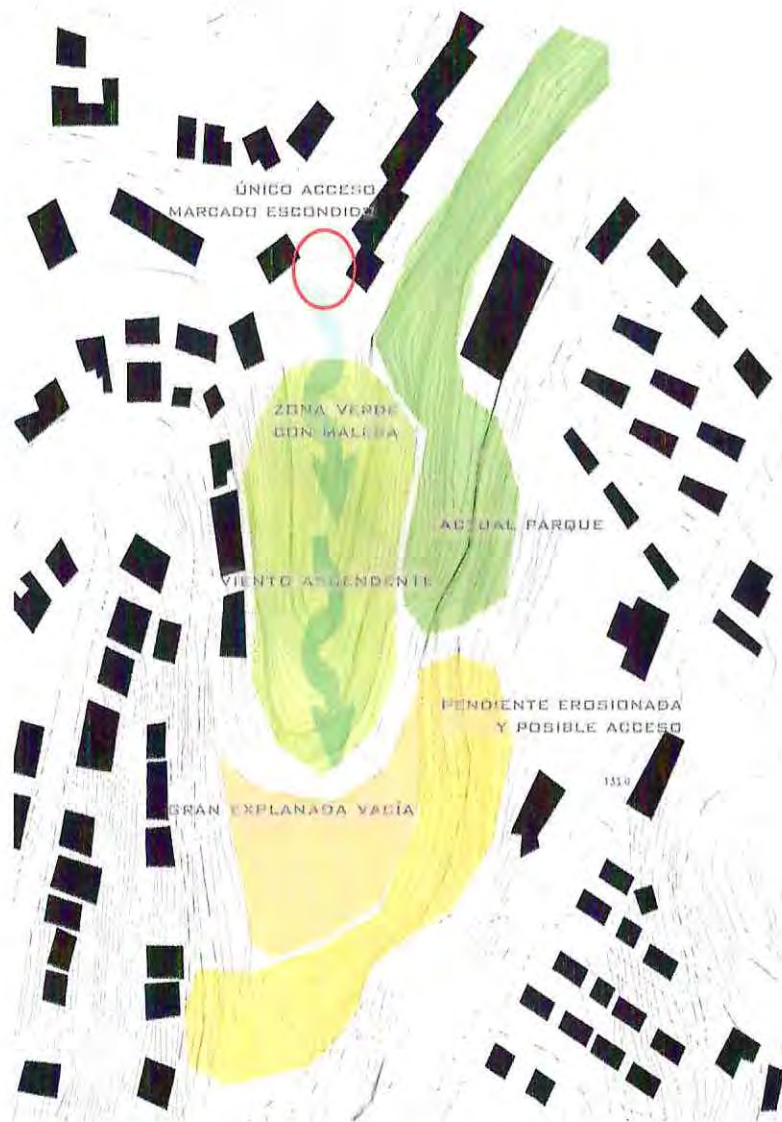 ÚNICO ACCESO
MARCADO ESCONDIDO
ZONA VERDE
CON MALEZA
ACTUAL PARQUE
VIENTO ASCENDENTE
PENDIENTE EROSIONADA
Y POSIBLE ACCESO
GRAN EXPLANADA VACÍA